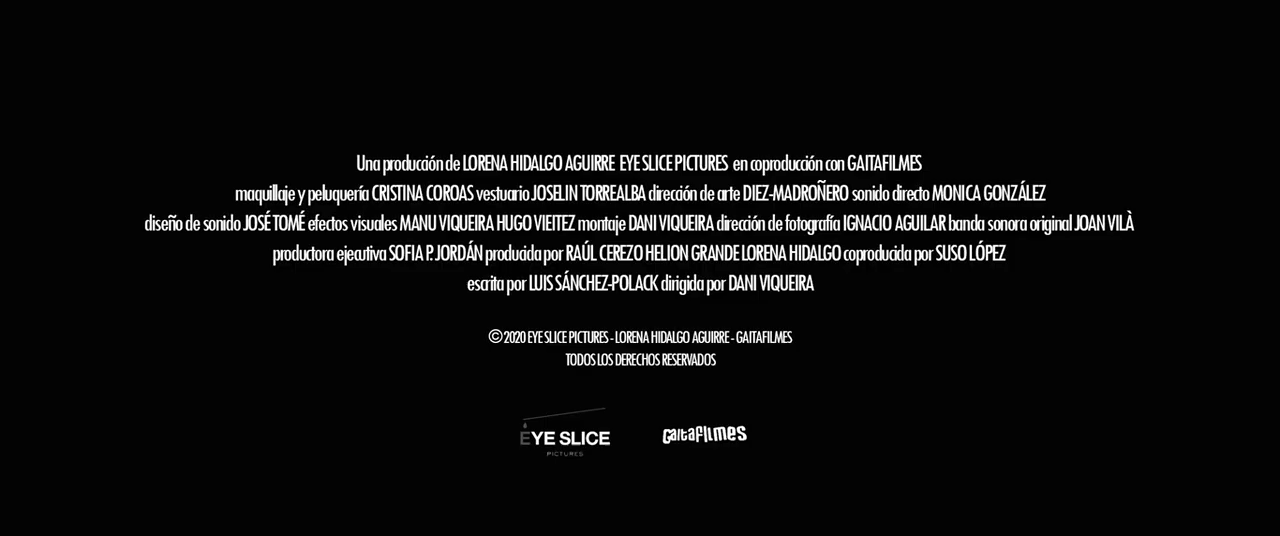 Una producción de LORENA HIDALGO AGUIRRE EYE SLICE PICTURES en coproducción con GAITAFILMES
maquillaje y peluquería CRISTINA COROAS vestuario JOSELIN TORREALBA dirección de arte DIEZ-MADROÑERO sonido directo MONICA GONZÁLEZ
diseño de sonido JOSÉ TOMÉ efectos visuales MANU VIQUEIRA HUGO VIEITEZ montaje DANI VIQUEIRA dirección de fotografía IGNACIO AGUILAR banda sonora original JOAN VILÀ
productora ejecutiva SOFIA P. JORDÁN producida por RAÚL CEREZO HELION GRANDE LORENA HIDALGO coproducida por SUSO LÓPEZ
escrita por LUIS SÁNCHEZ-POLACK dirigida por DANI VIQUEIRA
© 2020 EYE SLICE PICTURES - LORENA HIDALGO AGUIRRE - GAITAFILMES
TODOS LOS DERECHOS RESERVADOS
EYE SLICE
PICTURES
Gaitafilmes